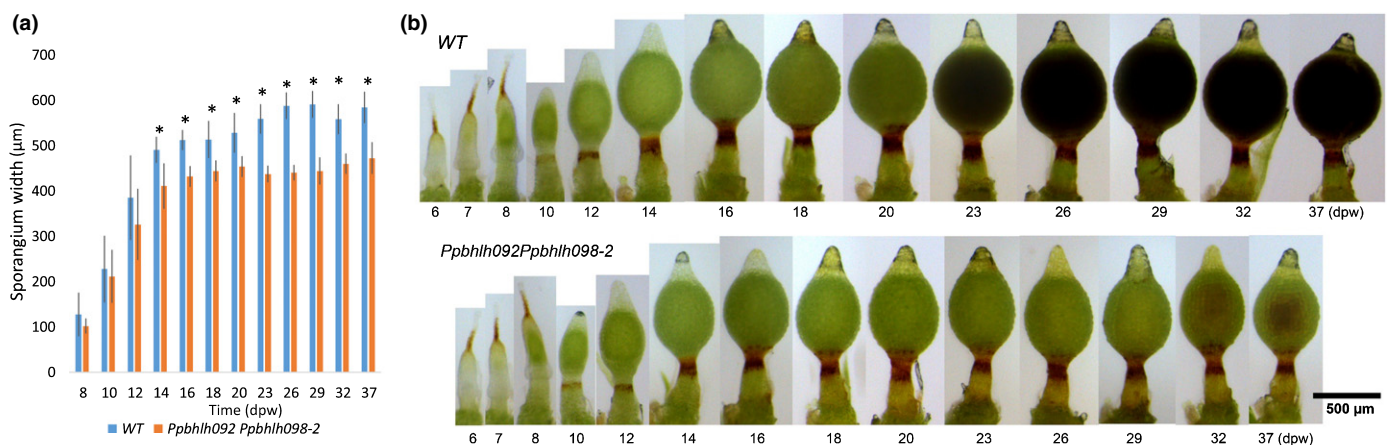 (a)
700
600
500
400
300
200
100
0
Sporangium width (µm)
* * * * * * * * *
8 10 12 14 16 18 20 23 26 29 32 37
Time (dpw)
WT Ppbhlh092 Ppbhlh098-2
(b)
WT
6 7 8 10 12 14 16 18 20 23 26 29 32 37 (dpw)
Ppbhlh092Ppbhlh098-2
6 7 8 10 12 14 16 18 20 23 26 29 32 37 (dpw)
500 µm